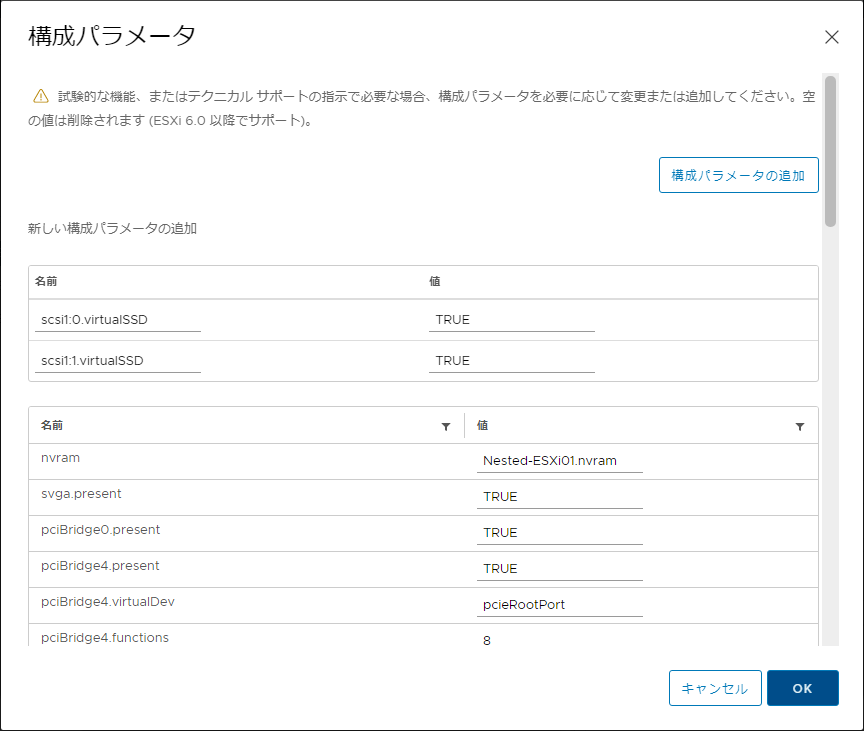 構成パラメータ
試験的な機能、またはテクニカル サポートの指示で必要な場合、構成パラメータを必要に応じて変更または追加してください。空
の値は削除されます (ESXi 6.0 以降でサポート)。
構成パラメータの追加
新しい構成パラメータの追加
名前 値
scsi1:0.virtualSSD TRUE
scsi1:1.virtualSSD TRUE
名前 値
nvram Nested-ESXi01.nvram
svga.present TRUE
pciBridge0.present TRUE
pciBridge4.present TRUE
pciBridge4.virtualDev pcieRootPort
pciBridge4.functions 8
キャンセル OK